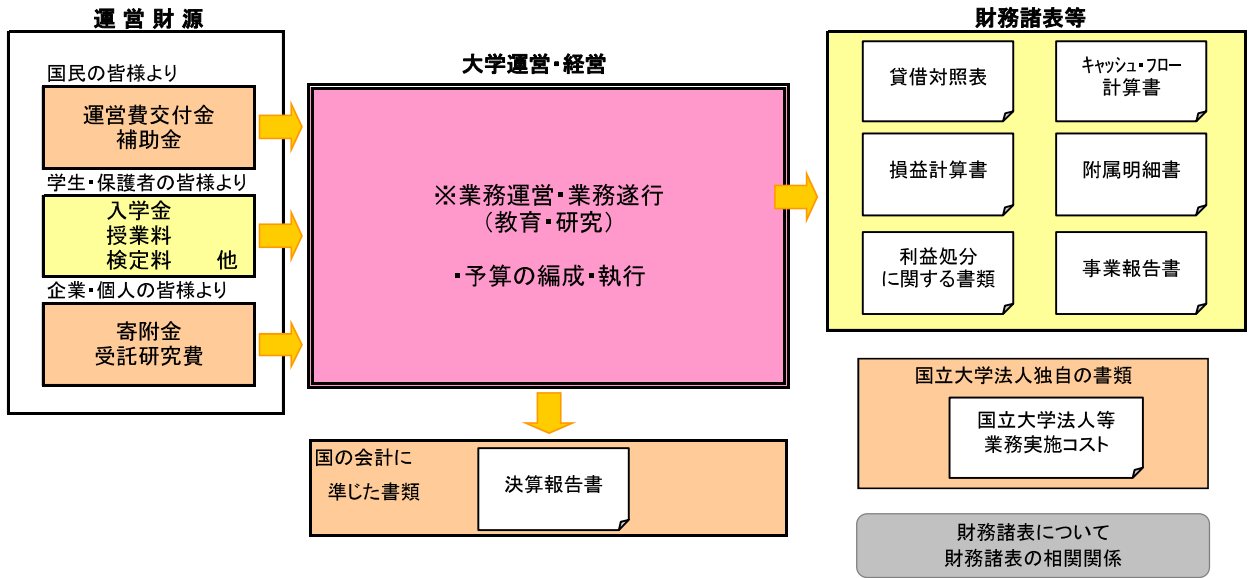 運営財源
国民の皆様より
運営費交付金
補助金
学生・保護者の皆様より
入学金
授業料
検定料　他
企業・個人の皆様より
寄附金
受託研究費
大学運営・経営
※業務運営・業務遂行
（教育・研究）
・予算の編成・執行
国の会計に
準じた書類
決算報告書
財務諸表等
貸借対照表
キャッシュ・フロー
計算書
損益計算書
附属明細書
利益処分
に関する書類
事業報告書
国立大学法人独自の書類
国立大学法人等
業務実施コスト
財務諸表について
財務諸表の相関関係